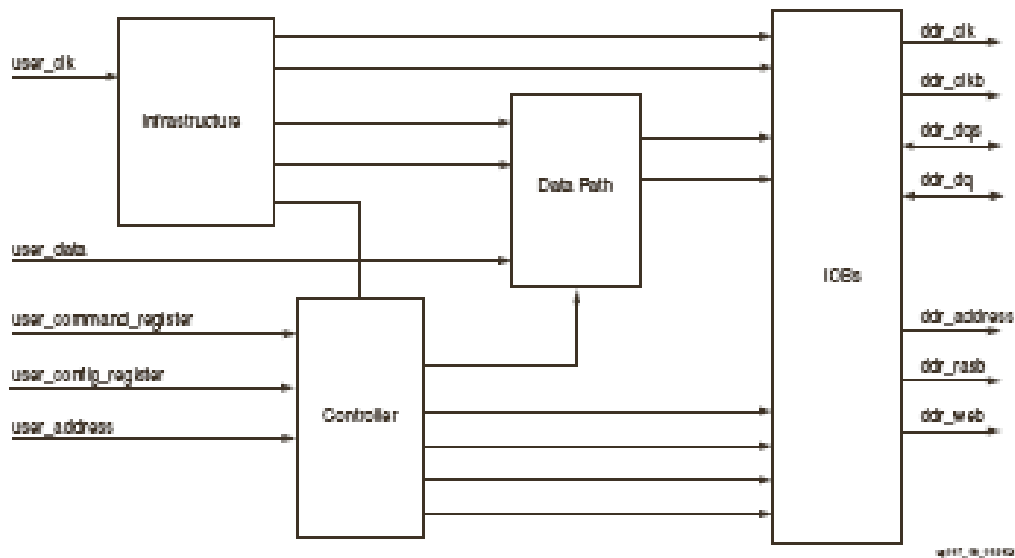 user_clk
Infrastructure
user_data
user_command_register
user_config_register
user_address
Controller
Data Path
IOBs
ddr_clk
ddr_clkb
ddr_dqs
ddr_dq
ddr_address
ddr_rasb
ddr_web